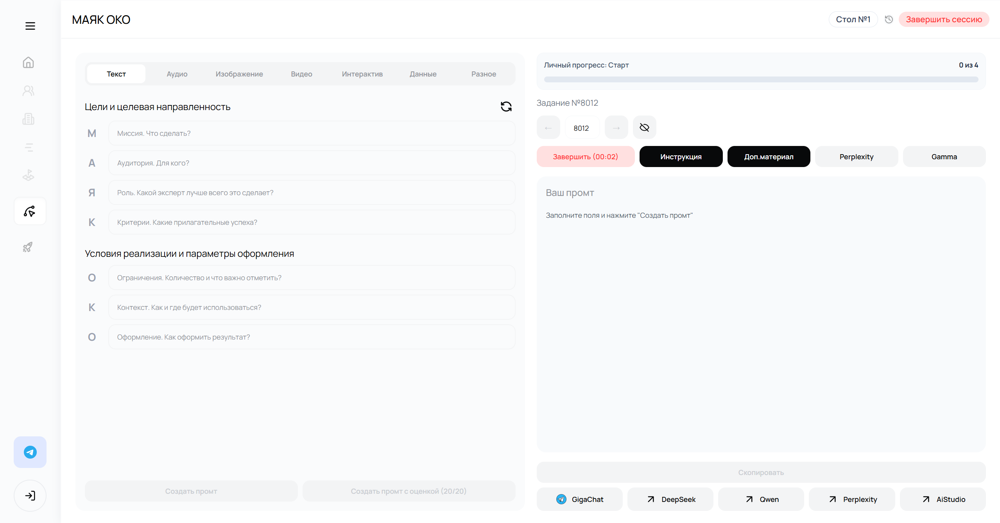 МАЯК ОКО
Стол №1
Завершить сессию
Текст
Аудио
Изображение
Видео
Интерактив
Данные
Разное
Цели и целевая направленность
М
Миссия. Что сделать?
А
Аудитория. Для кого?
Я
Роль. Какой эксперт лучше всего это сделает?
К
Критерии. Какие прилагательные успеха?
Условия реализации и параметры оформления
О
Ограничения. Количество и что важно отметить?
К
Контекст. Как и где будет использоваться?
О
Оформление. Как оформить результат?
Создать промт
Создать промт с оценкой (20/20)
Личный прогресс: Старт
0 из 4
Задание №8012
←
8012
→
Завершить (00:02)
Инструкция
Доп.материал
Perplexity
Gamma
Ваш промт
Заполните поля и нажмите "Создать промт"
Скопировать
GigaChat
DeepSeek
Qwen
Perplexity
AiStudio